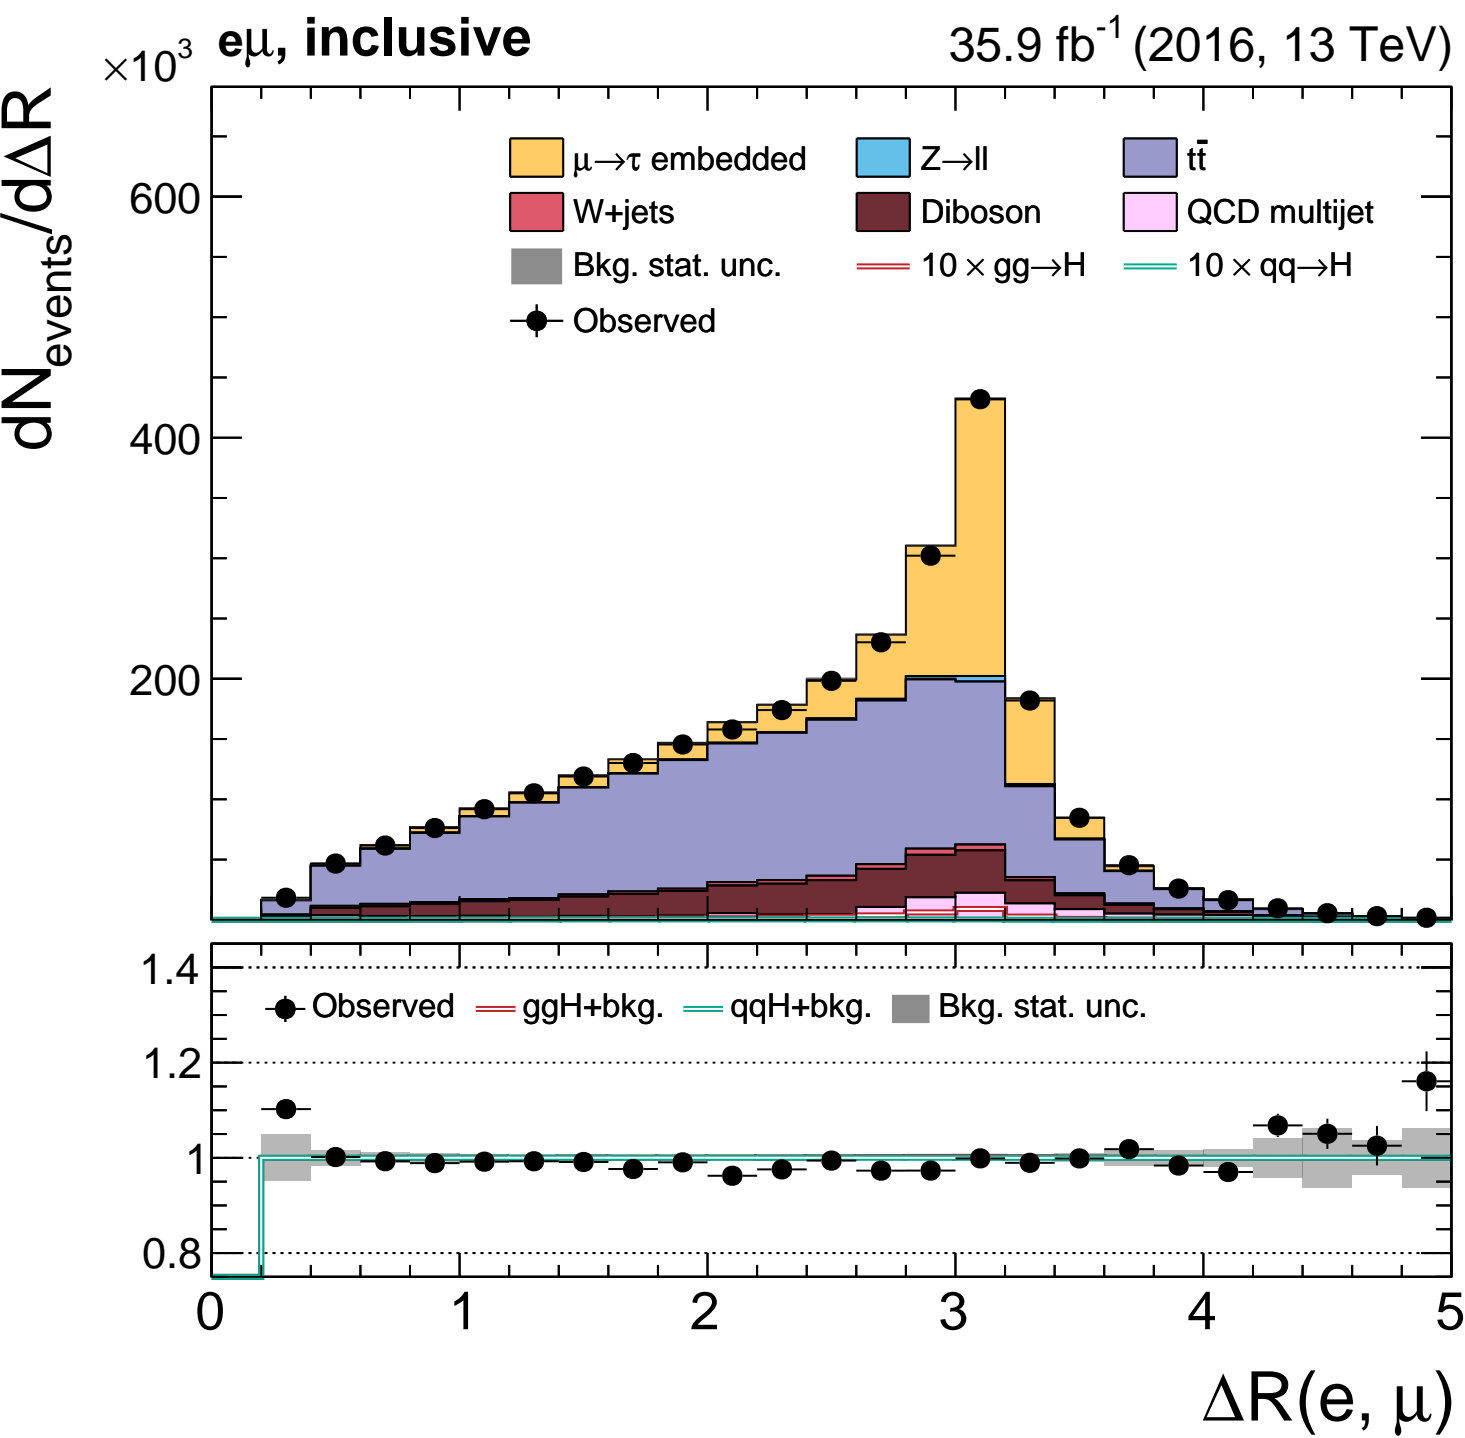 ×10³ eμ, inclusive 35.9 fb⁻¹ (2016, 13 TeV)
dN_events/dΔR
μ→τ embedded Z→ll tt̄
W+jets Diboson QCD multijet
Bkg. stat. unc. 10 × gg→H 10 × qq→H
Observed
600
400
200
1.4
Observed ggH+bkg. qqH+bkg. Bkg. stat. unc.
1.2
1
0.8
0 1 2 3 4 5
ΔR(e, μ)